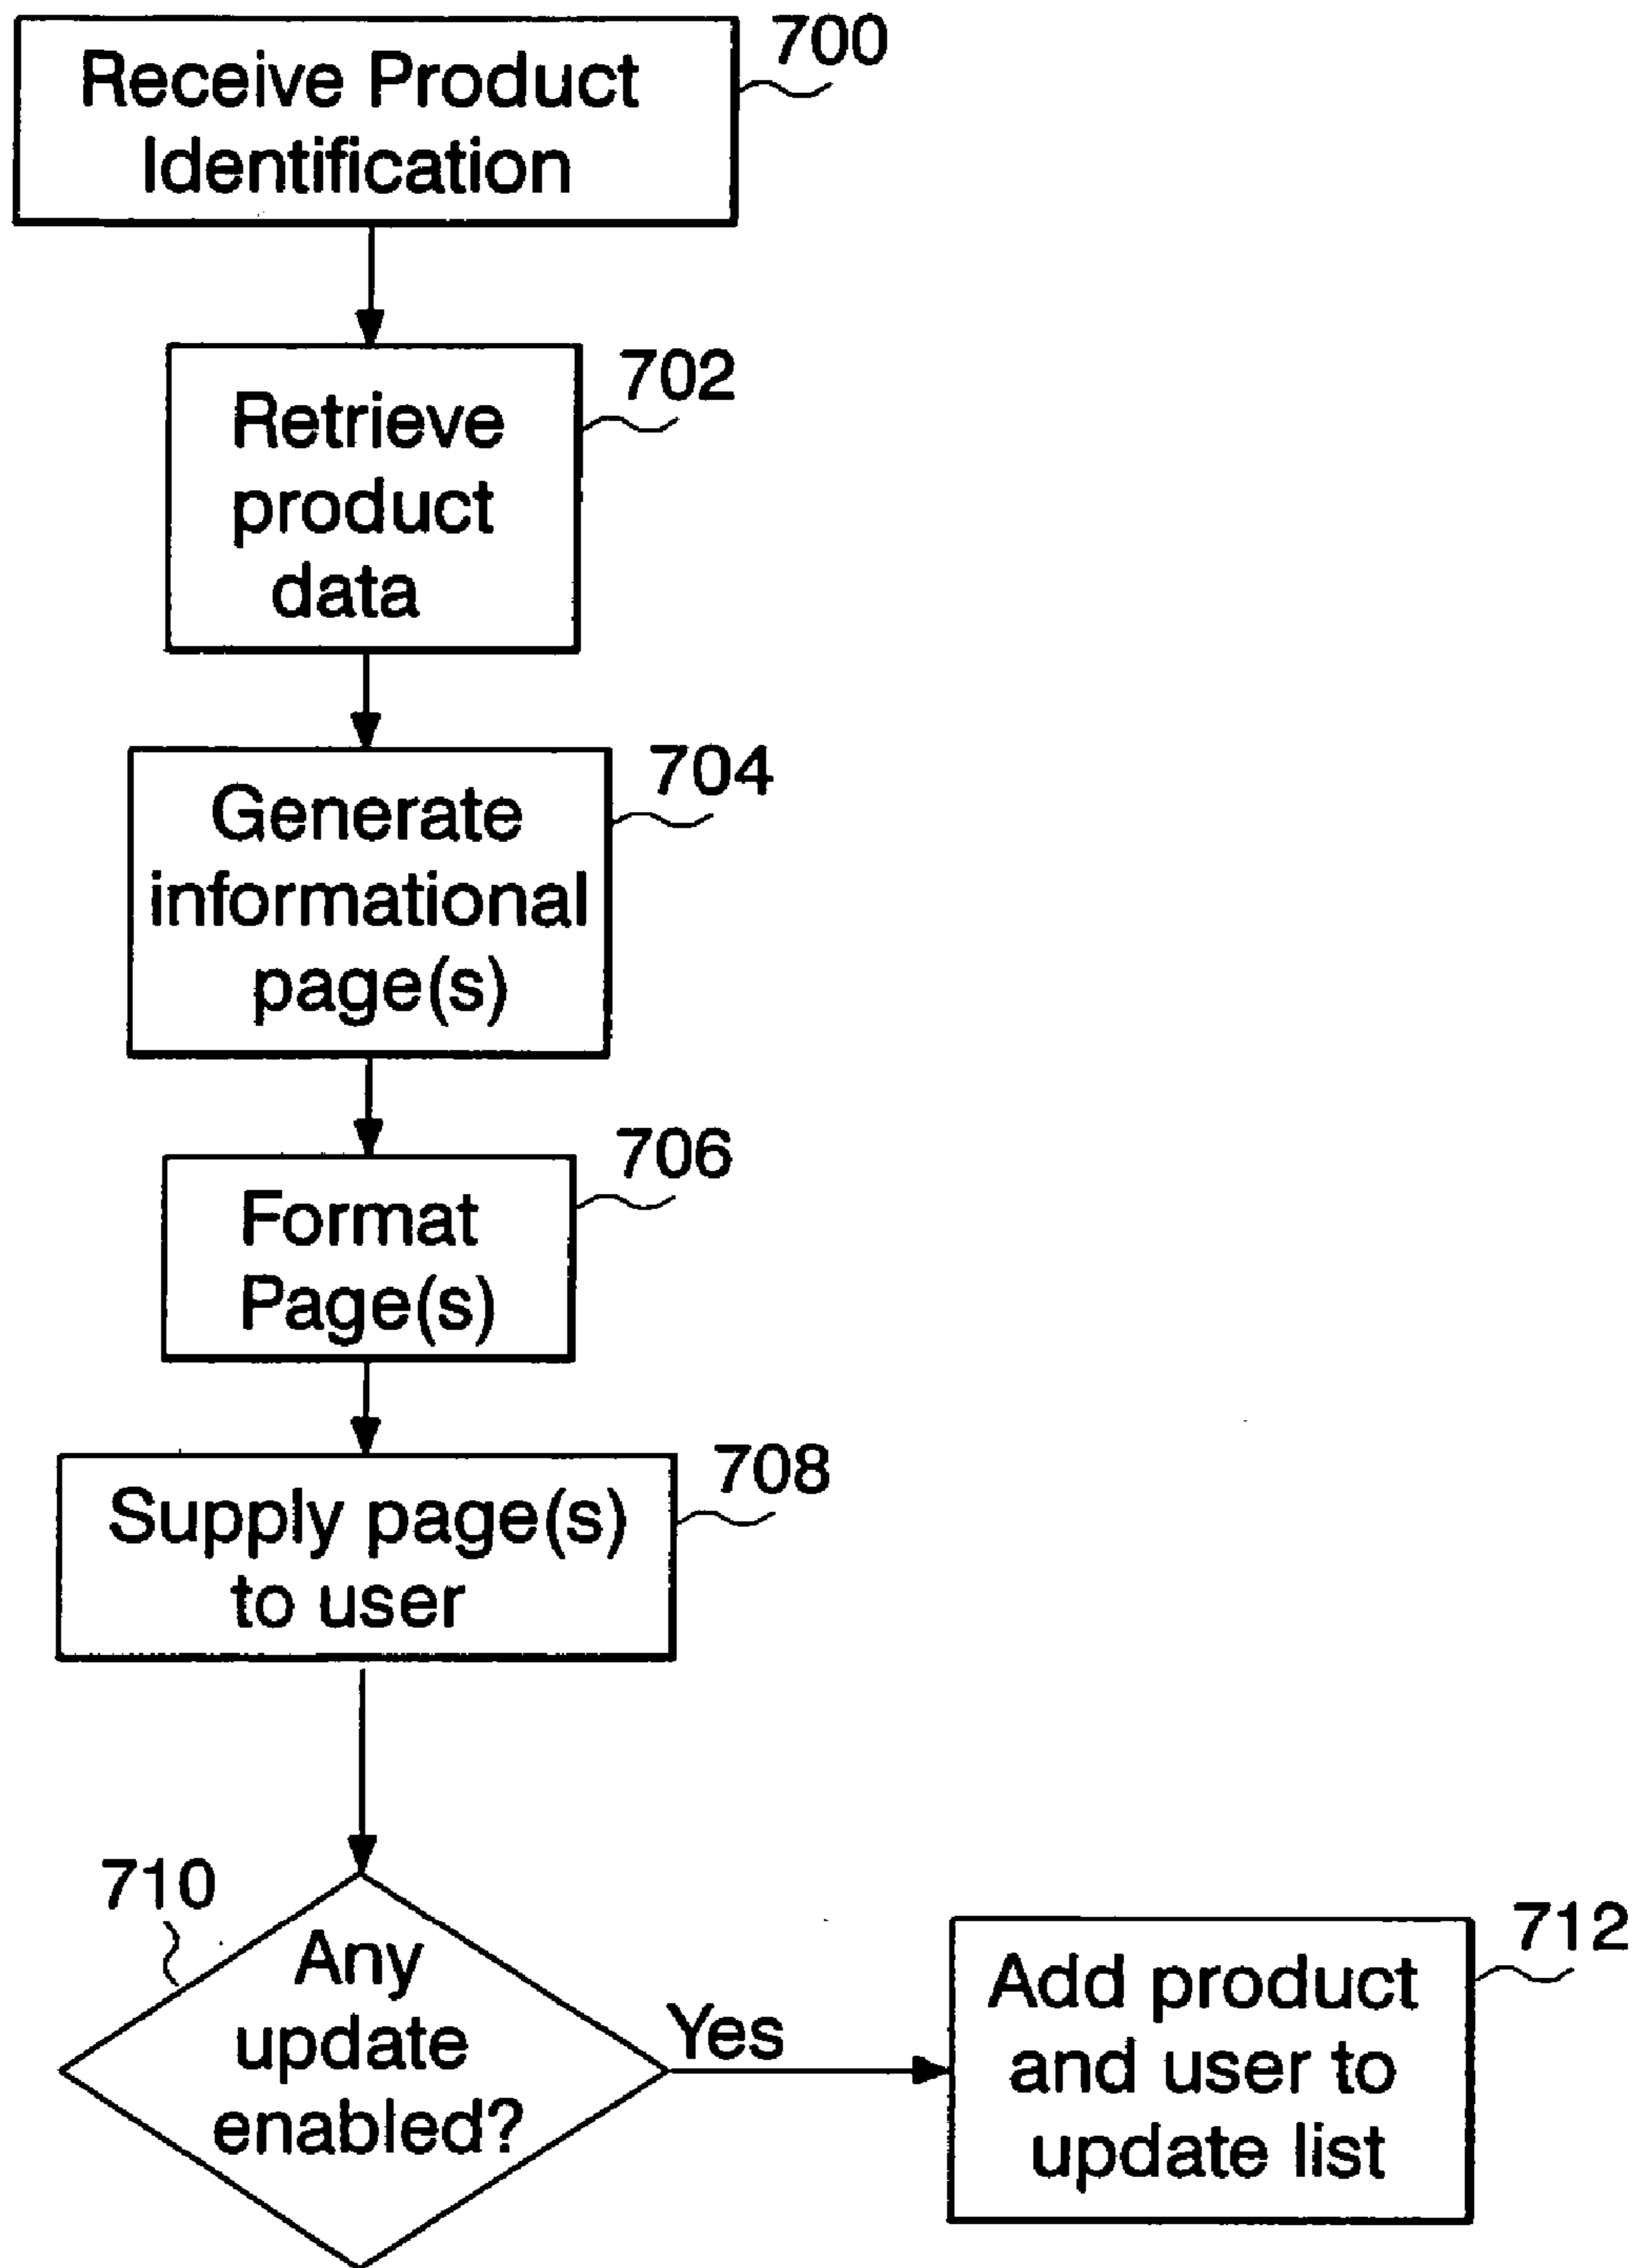 700
Receive Product
Identification
702
Retrieve
product
data
704
Generate
informational
page(s)
706
Format
Page(s)
708
Supply page(s)
to user
710
Any
update
enabled?
Yes
712
Add product
and user to
update list